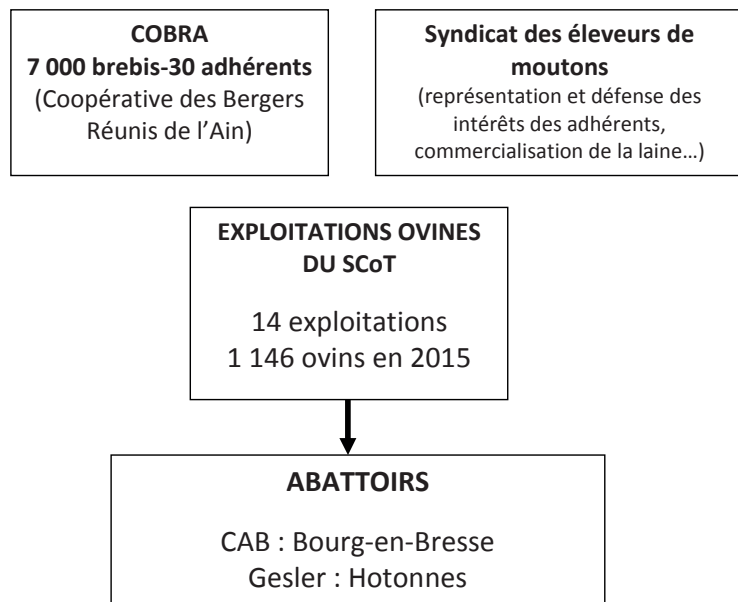 COBRA
7 000 brebis-30 adhérents
(Coopérative des Bergers
Réunis de l’Ain)
Syndicat des éleveurs de
moutons
(représentation et défense des
intérêts des adhérents,
commercialisation de la laine…)
EXPLOITATIONS OVINES
DU SCoT
14 exploitations
1 146 ovins en 2015
ABATTOIRS
CAB : Bourg-en-Bresse
Gesler : Hotonnes